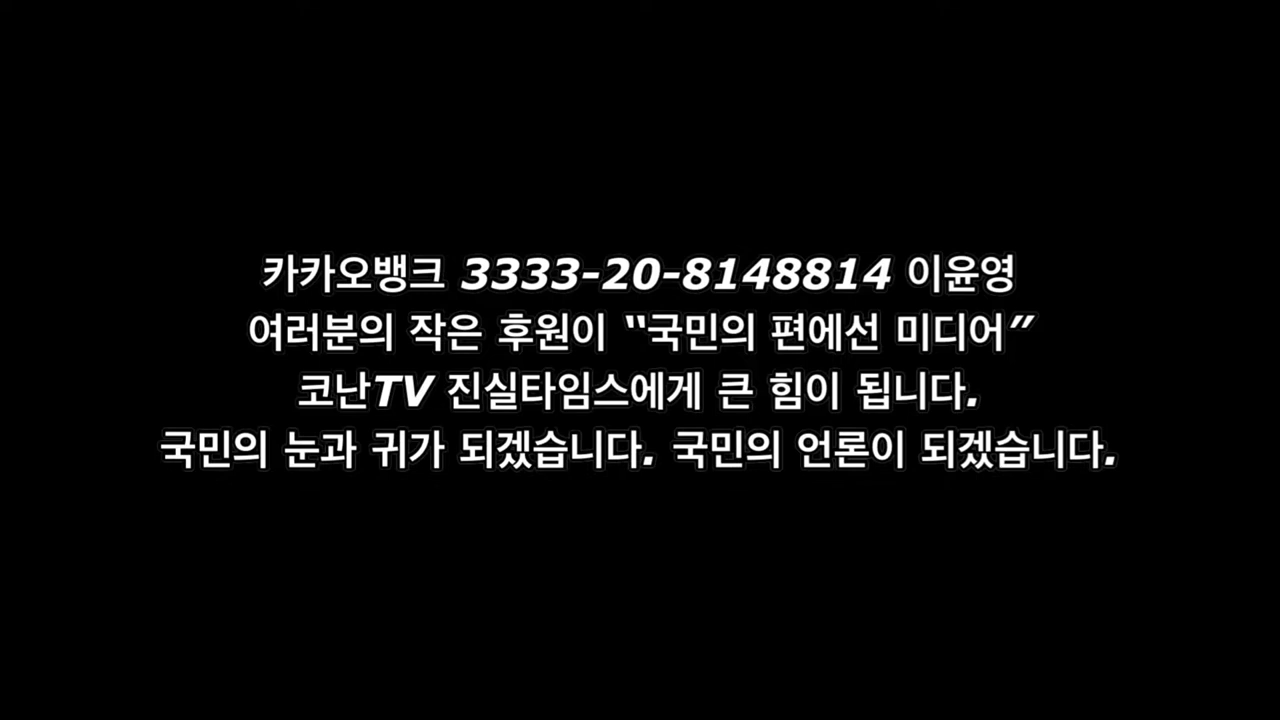 카카오뱅크 3333-20-8148814 이윤영
여러분의 작은 후원이 “국민의 편에선 미디어”
코난TV 진실타임스에게 큰 힘이 됩니다.
국민의 눈과 귀가 되겠습니다. 국민의 언론이 되겠습니다.